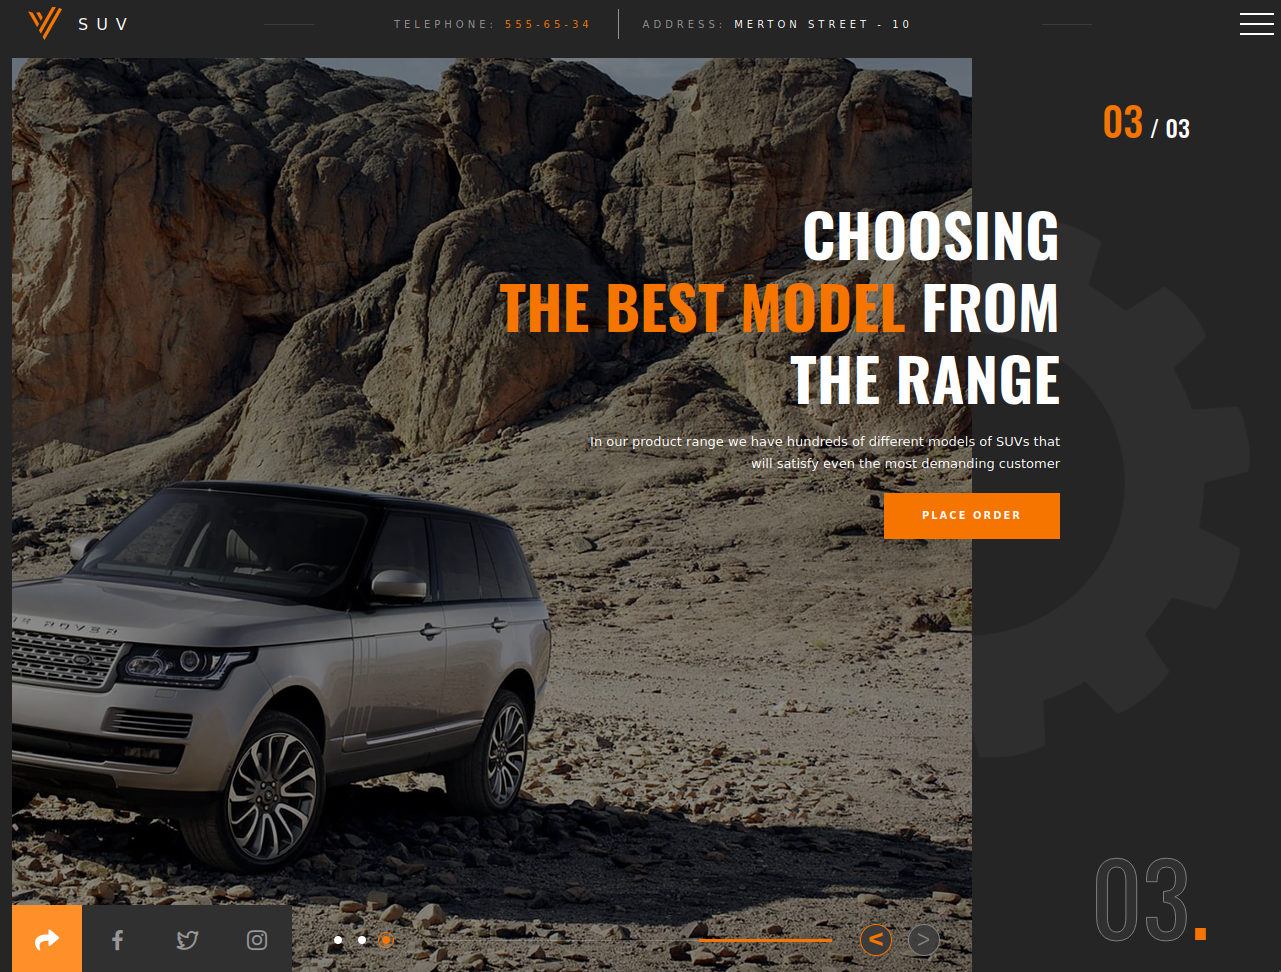 SUV
TELEPHONE: 555-65-34
ADDRESS: MERTON STREET - 10
03 / 03
CHOOSING
THE BEST MODEL FROM
THE RANGE
In our product range we have hundreds of different models of SUVs that
will satisfy even the most demanding customer
PLACE ORDER
ROVER
< >
03.